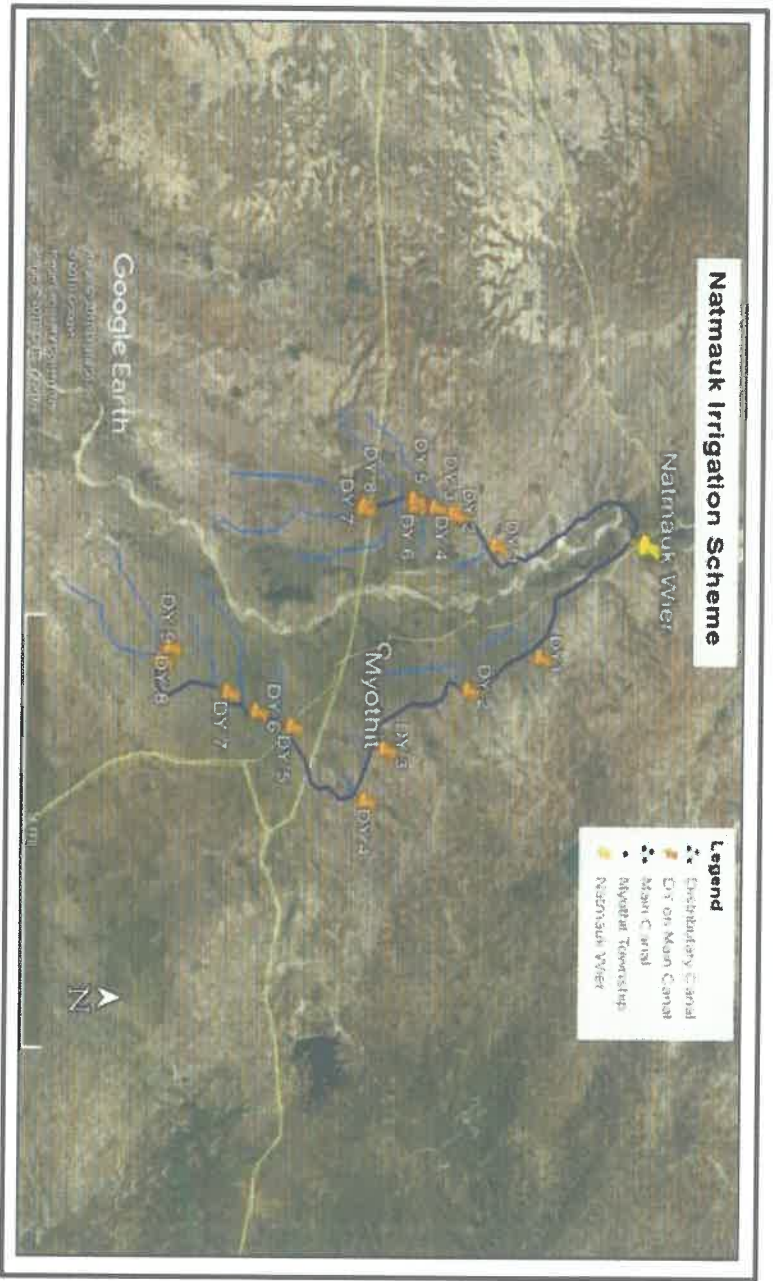 Natmauk Irrigation Scheme
Natmauk Wier
Legend
Distributary Canal
DY on Main Canal
Main Canal
Myothit Township
Natmauk Wier
DY 1
DY 2
DY 3
DY 4
DY 5
DY 6
DY 7
DY 8
DY 2
DY 3
DY 4
DY 5
DY 6
DY 7
DY 8
Myothit
Google Earth
N